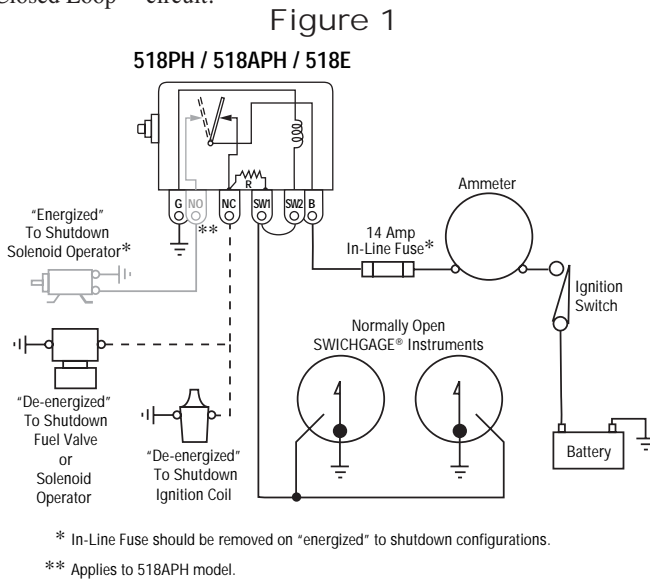 Closed Loop" circuit.
Figure 1
518PH / 518APH / 518E
R
G NO NC SW1 SW2 B
**
"Energized"
To Shutdown
Solenoid Operator*
14 Amp
In-Line Fuse*
Ammeter
Ignition
Switch
Normally Open
SWICHGAGE® Instruments
"De-energized"
To Shutdown
Fuel Valve
or
Solenoid
Operator
"De-energized"
To Shutdown
Ignition Coil
Battery
* In-Line Fuse should be removed on "energized" to shutdown configurations.
** Applies to 518APH model.